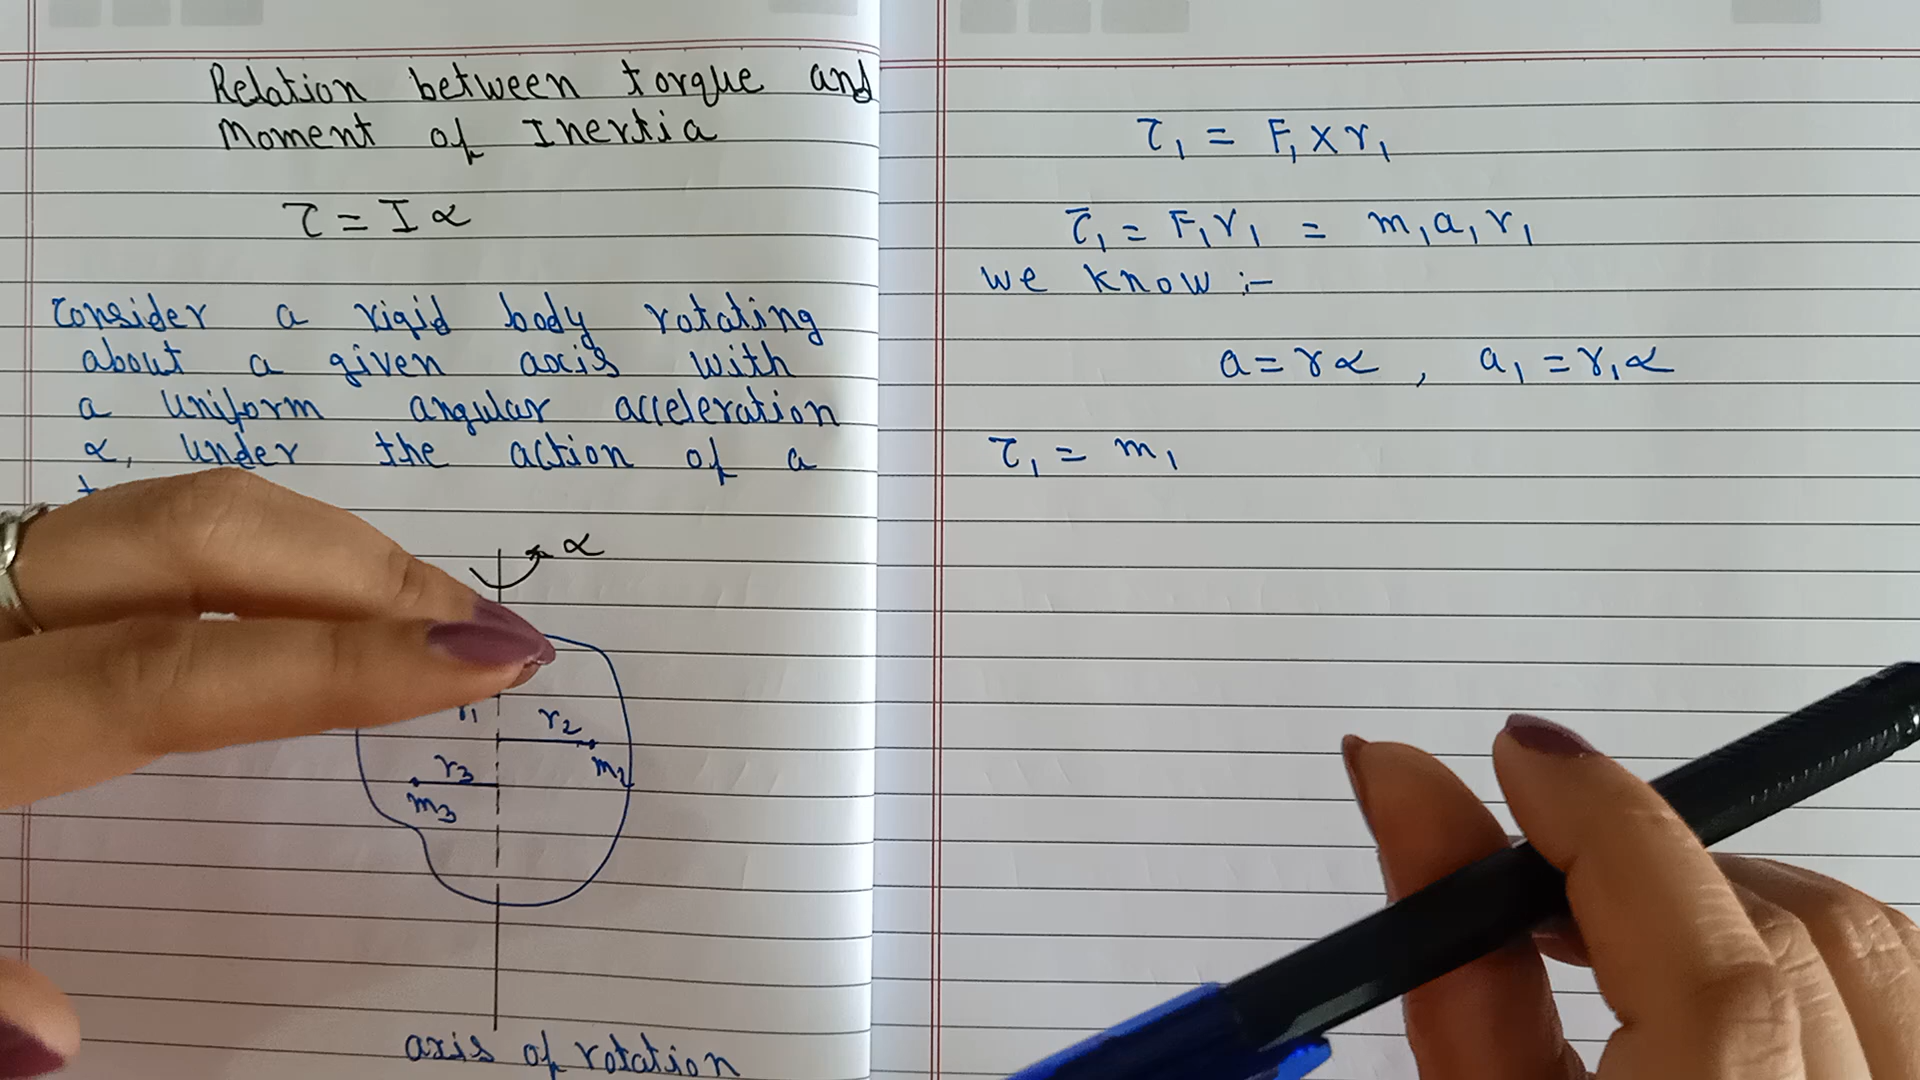 Relation between torque and
Moment of Inertia
τ = I α
Consider a rigid body rotating
about a given axis with
a uniform angular acceleration
α, under the action of a
α
r₁
r₂
m₂
r₃
m₃
axis of rotation
τ₁ = F₁ × r₁
τ₁ = F₁r₁ = m₁a₁r₁
we know :-
a = rα , a₁ = r₁α
τ₁ = m₁